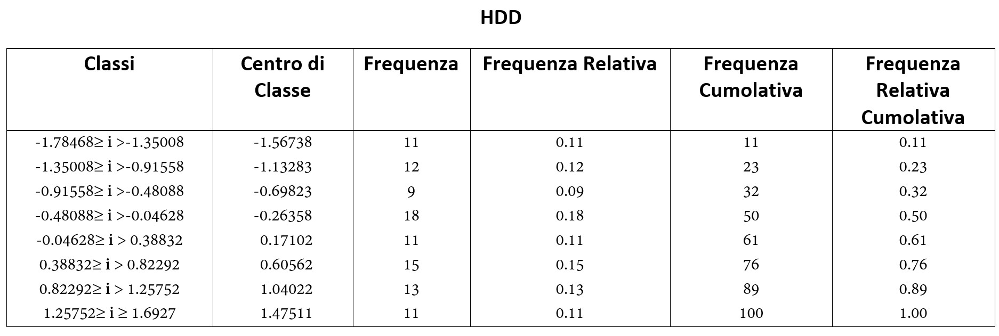 HDD
Classi Centro di Classe Frequenza Frequenza Relativa Frequenza Cumolativa Frequenza Relativa Cumolativa
-1.78468≥ i >-1.35008 -1.56738 11 0.11 11 0.11
-1.35008≥ i >-0.91558 -1.13283 12 0.12 23 0.23
-0.91558≥ i >-0.48088 -0.69823 9 0.09 32 0.32
-0.48088≥ i >-0.04628 -0.26358 18 0.18 50 0.50
-0.04628≥ i > 0.38832 0.17102 11 0.11 61 0.61
0.38832≥ i > 0.82292 0.60562 15 0.15 76 0.76
0.82292≥ i > 1.25752 1.04022 13 0.13 89 0.89
1.25752≥ i ≥ 1.6927 1.47511 11 0.11 100 1.00